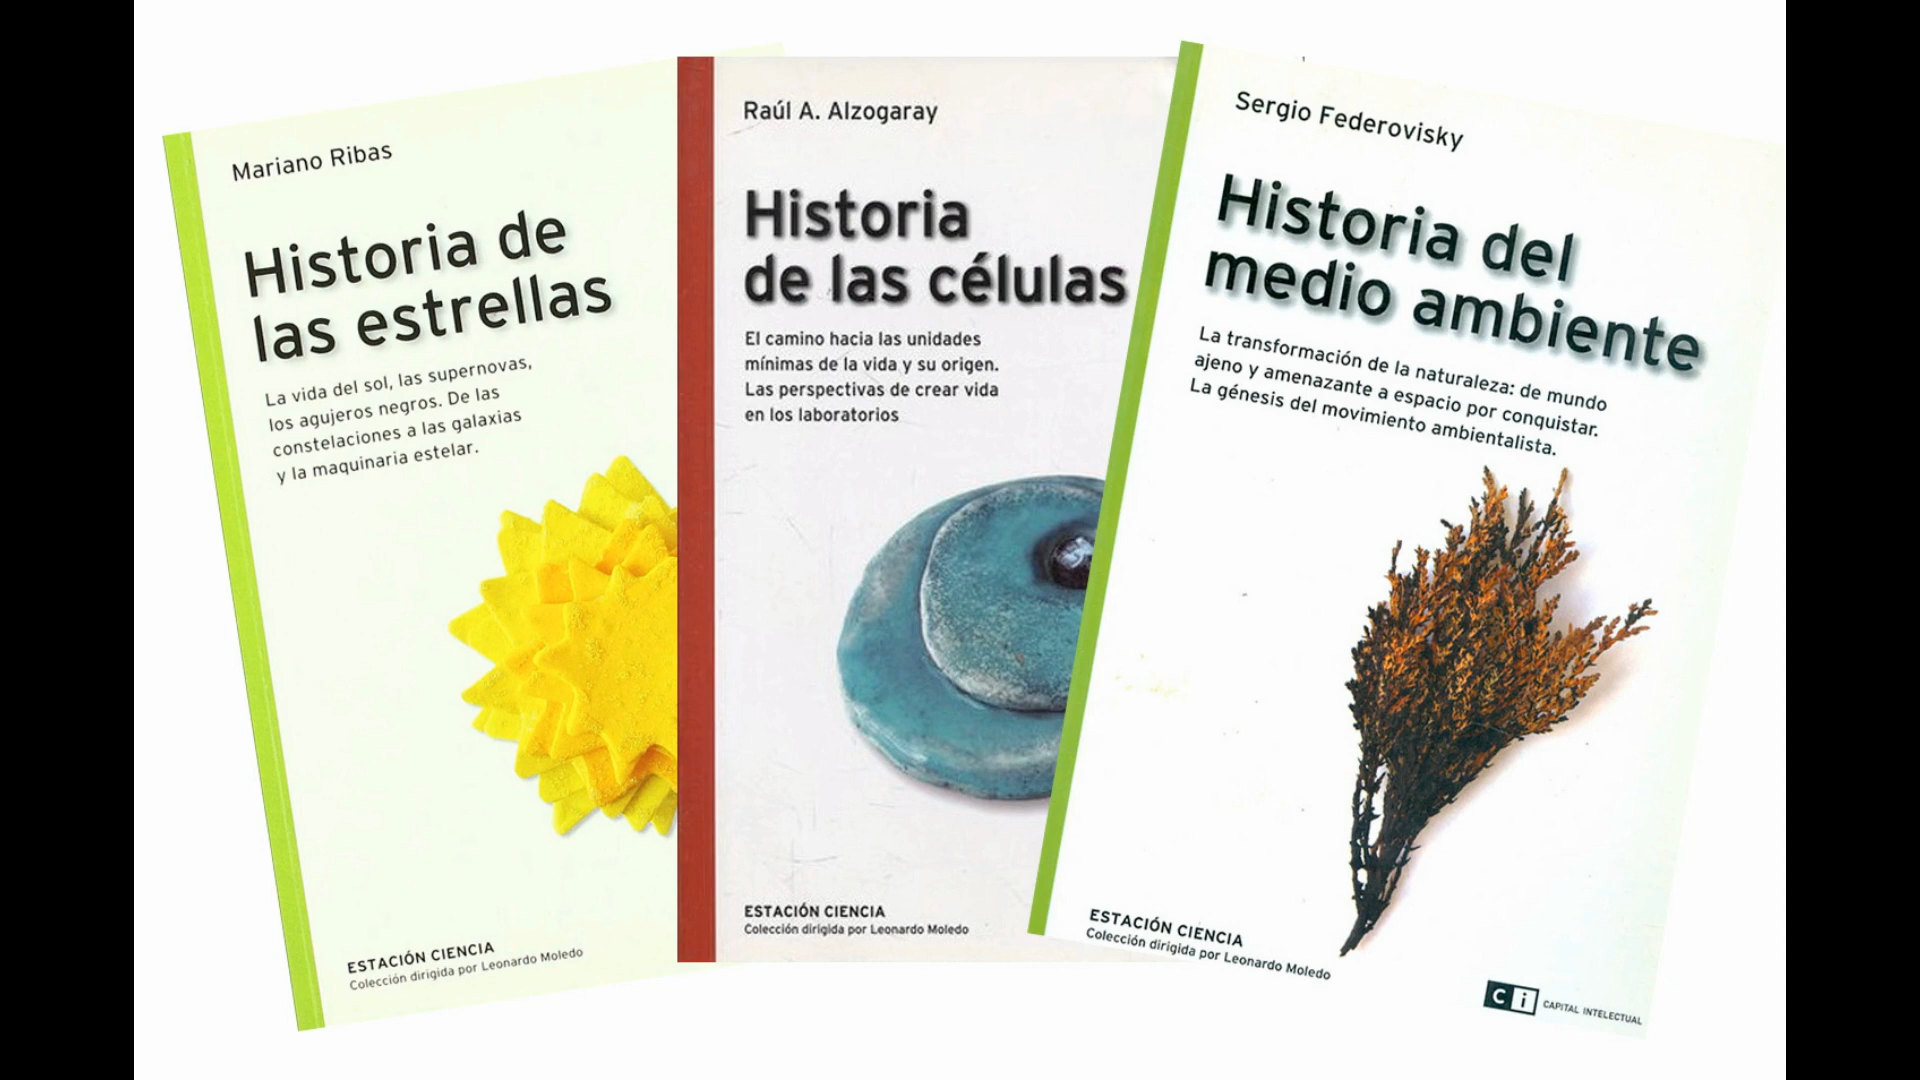 Mariano Ribas
Historia de
las estrellas
La vida del sol, las supernovas,
los agujeros negros. De las
constelaciones a las galaxias
y la maquinaria estelar.
ESTACIÓN CIENCIA
Colección dirigida por Leonardo Moledo
Raúl A. Alzogaray
Historia
de las células
El camino hacia las unidades
mínimas de la vida y su origen.
Las perspectivas de crear vida
en los laboratorios
ESTACIÓN CIENCIA
Colección dirigida por Leonardo Moledo
Sergio Federovisky
Historia del
medio ambiente
La transformación de la naturaleza: de mundo
ajeno y amenazante a espacio por conquistar.
La génesis del movimiento ambientalista.
ESTACIÓN CIENCIA
Colección dirigida por Leonardo Moledo
Ci CAPITAL INTELECTUAL